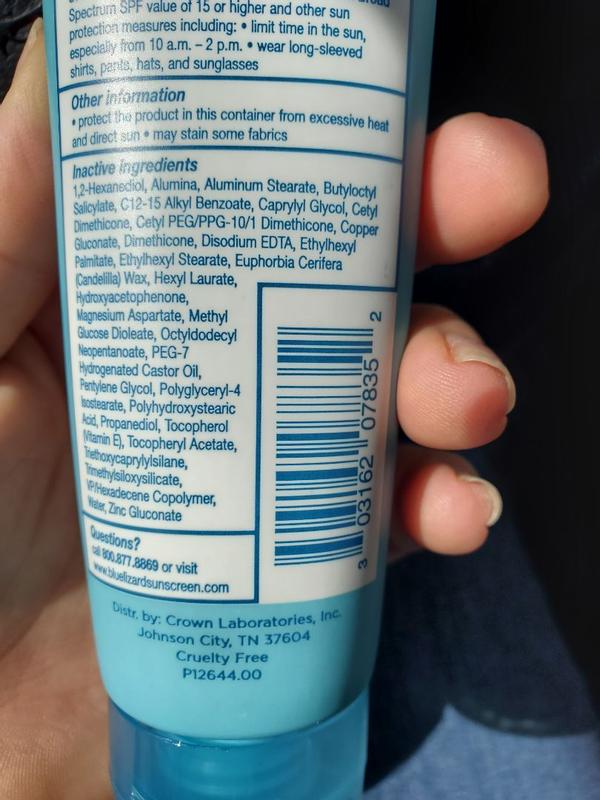 Spectrum SPF value of 15 or higher and other sun
protection measures including: • limit time in the sun,
especially from 10 a.m. – 2 p.m. • wear long-sleeved
shirts, pants, hats, and sunglasses
Other information
• protect the product in this container from excessive heat
and direct sun • may stain some fabrics
Inactive ingredients
1,2-Hexanediol, Alumina, Aluminum Stearate, Butyloctyl
Salicylate, C12-15 Alkyl Benzoate, Caprylyl Glycol, Cetyl
Dimethicone, Cetyl PEG/PPG-10/1 Dimethicone, Copper
Gluconate, Dimethicone, Disodium EDTA, Ethylhexyl
Palmitate, Ethylhexyl Stearate, Euphorbia Cerifera
(Candelilla) Wax, Hexyl Laurate,
Hydroxyacetophenone,
Magnesium Aspartate, Methyl
Glucose Dioleate, Octyldodecyl
Neopentanoate, PEG-7
Hydrogenated Castor Oil,
Pentylene Glycol, Polyglyceryl-4
Isostearate, Polyhydroxystearic
Acid, Propanediol, Tocopherol
(Vitamin E), Tocopheryl Acetate,
Triethoxycaprylylsilane,
Trimethylsiloxysilicate,
VP/Hexadecene Copolymer,
Water, Zinc Gluconate
3 03162 07835 2
Questions?
call 800.877.8869 or visit
www.bluelizardsunscreen.com
Distr. by: Crown Laboratories, Inc.
Johnson City, TN 37604
Cruelty Free
P12644.00